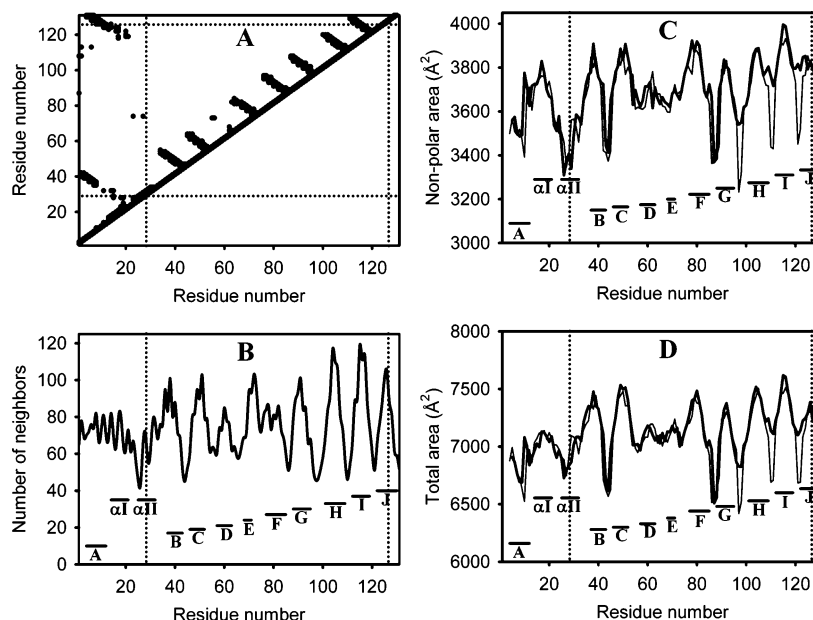 A
Residue number
120
100
80
60
40
20
20 40 60 80 100 120
Residue number
B
Number of neighbors
120
100
80
60
40
20
0
A
αI
αII
B
C
D
E
F
G
H
I
J
20 40 60 80 100 120
Residue number
C
Non-polar area (Å²)
4000
3800
3600
3400
3200
3000
A
αI
αII
B
C
D
E
F
G
H
I
J
20 40 60 80 100 120
Residue number
D
Total area (Å²)
8000
7500
7000
6500
6000
A
αI
αII
B
C
D
E
F
G
H
I
J
20 40 60 80 100 120
Residue number